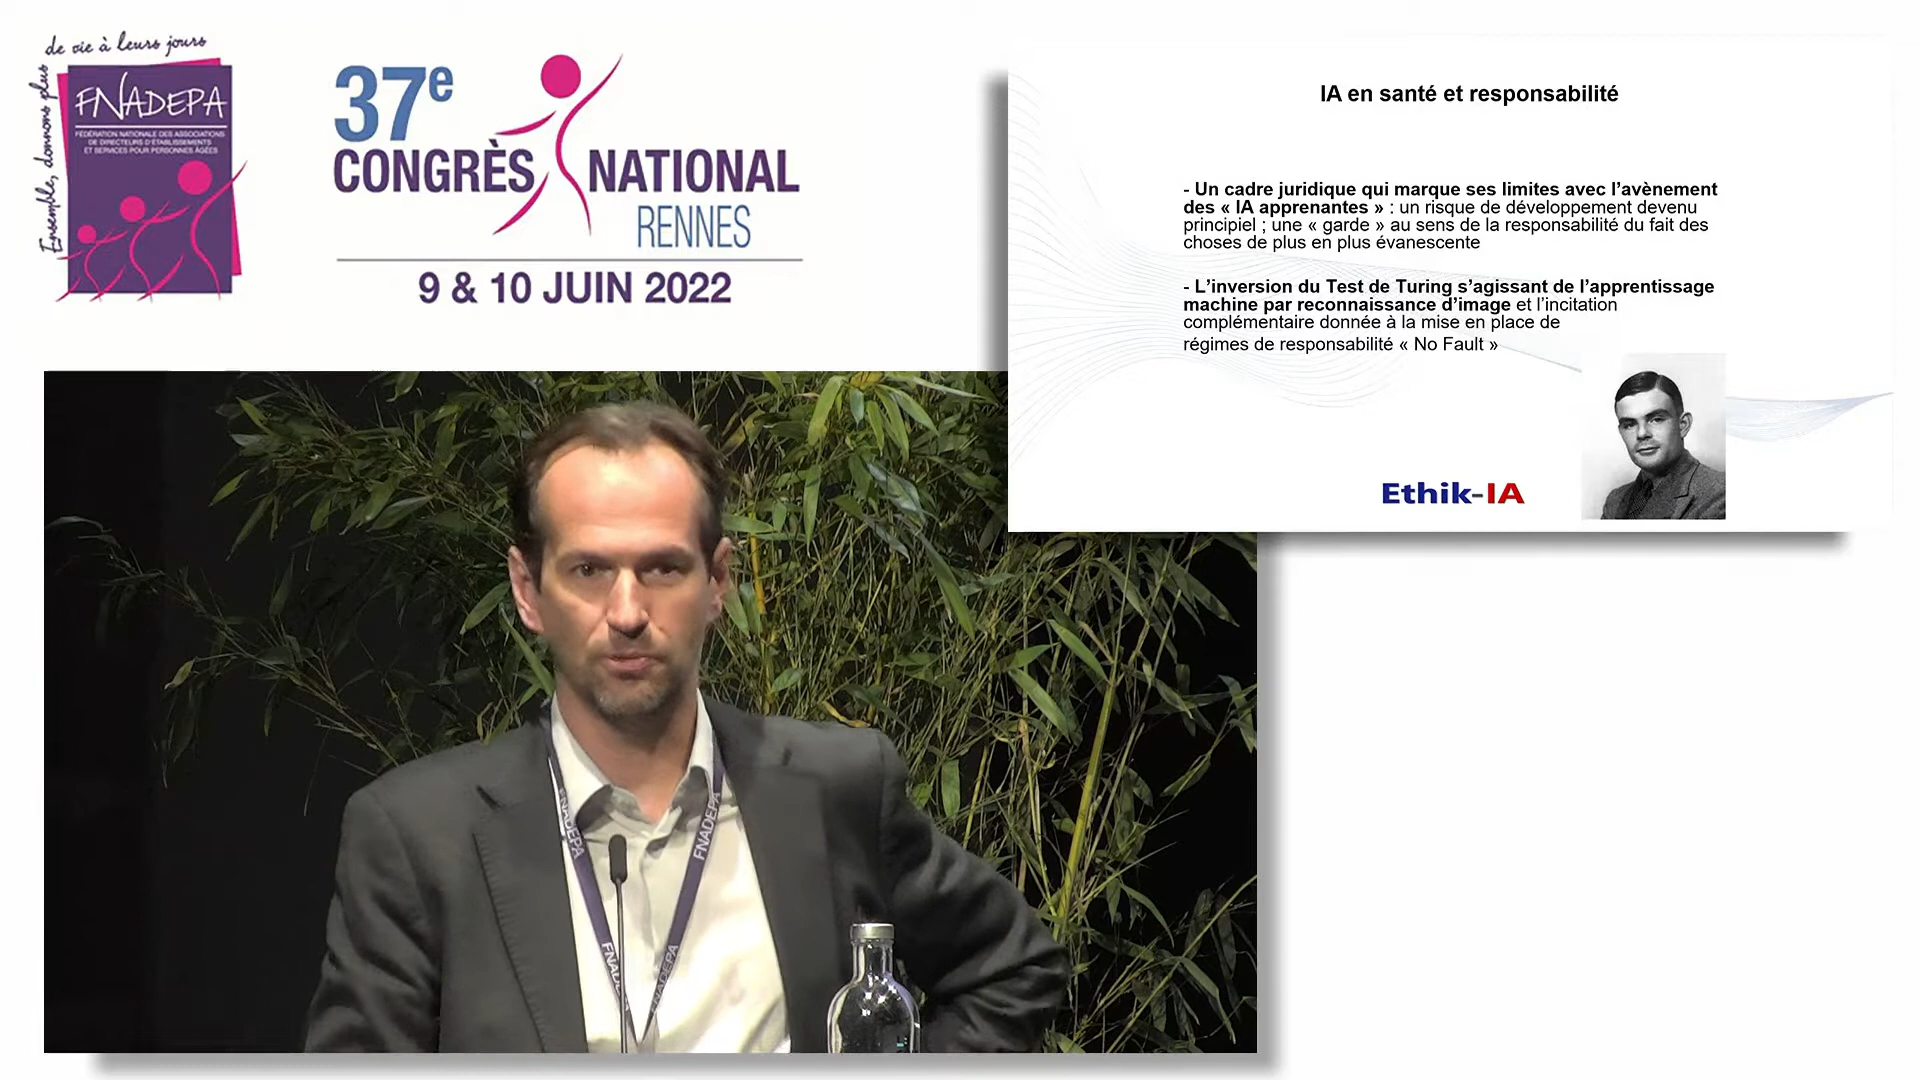 de vie à leurs jours
Ensemble, donnons plus
FNADEPA
FÉDÉRATION NATIONALE DES ASSOCIATIONS
DE DIRECTEURS D'ÉTABLISSEMENTS
ET SERVICES POUR PERSONNES ÂGÉES
37e
CONGRÈS NATIONAL
RENNES
9 & 10 JUIN 2022
IA en santé et responsabilité
- Un cadre juridique qui marque ses limites avec l’avènement
des « IA apprenantes » : un risque de développement devenu
principiel ; une « garde » au sens de la responsabilité du fait des
choses de plus en plus évanescente
- L’inversion du Test de Turing s’agissant de l’apprentissage
machine par reconnaissance d’image et l’incitation
complémentaire donnée à la mise en place de
régimes de responsabilité « No Fault »
Ethik-IA
FNADEPA
FNADEPA
FNADEPA